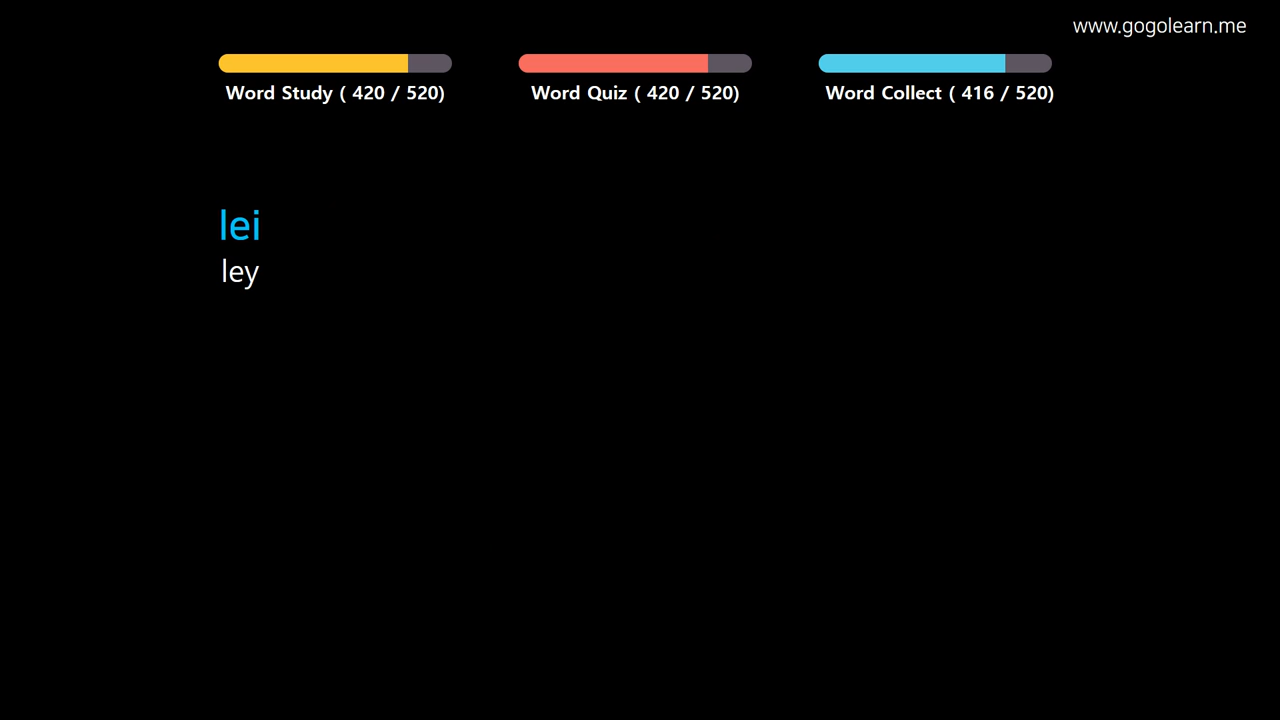 www.gogolearn.me
Word Study ( 420 / 520)
Word Quiz ( 420 / 520)
Word Collect ( 416 / 520)
lei
ley